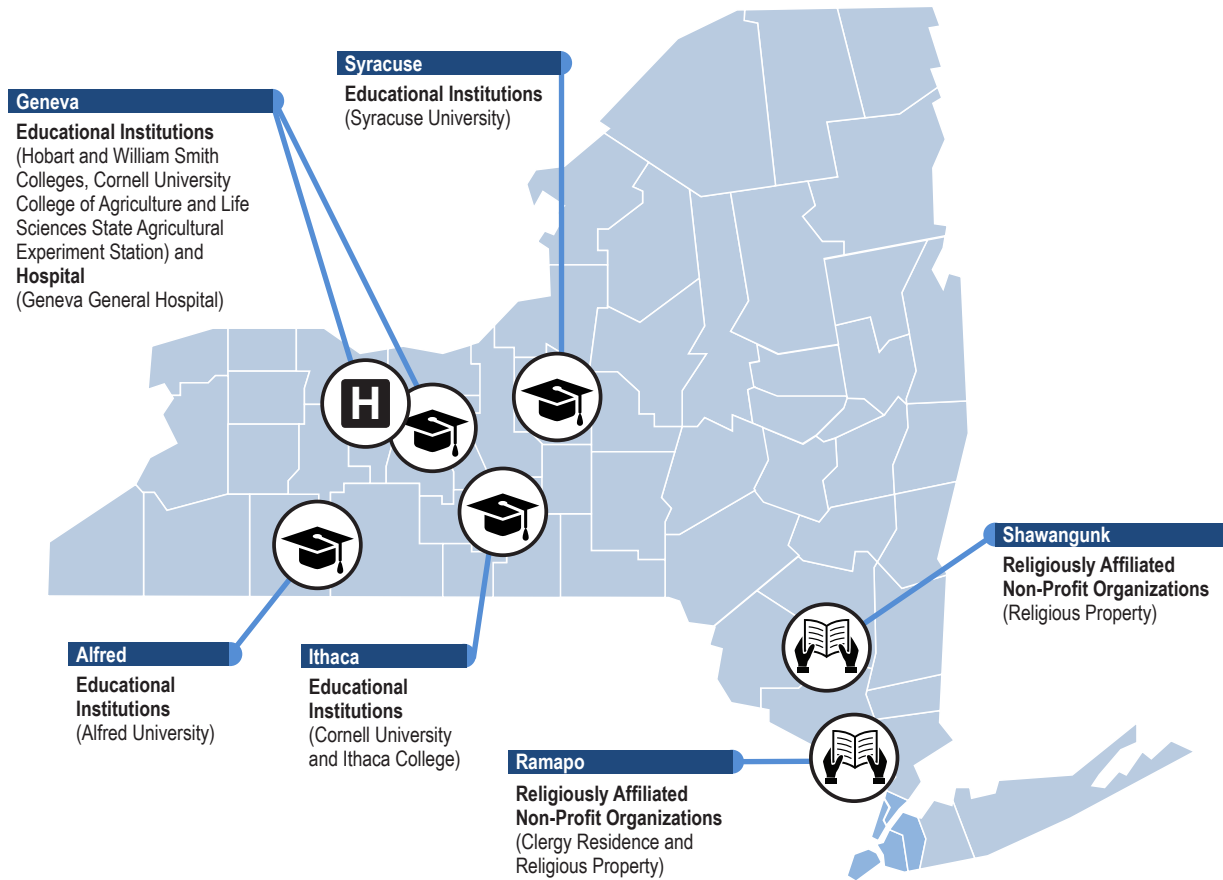 Syracuse
Educational Institutions
(Syracuse University)
Geneva
Educational Institutions
(Hobart and William Smith
Colleges, Cornell University
College of Agriculture and Life
Sciences State Agricultural
Experiment Station) and
Hospital
(Geneva General Hospital)
H
Shawangunk
Religiously Affiliated
Non-Profit Organizations
(Religious Property)
Alfred
Educational
Institutions
(Alfred University)
Ithaca
Educational
Institutions
(Cornell University
and Ithaca College)
Ramapo
Religiously Affiliated
Non-Profit Organizations
(Clergy Residence and
Religious Property)